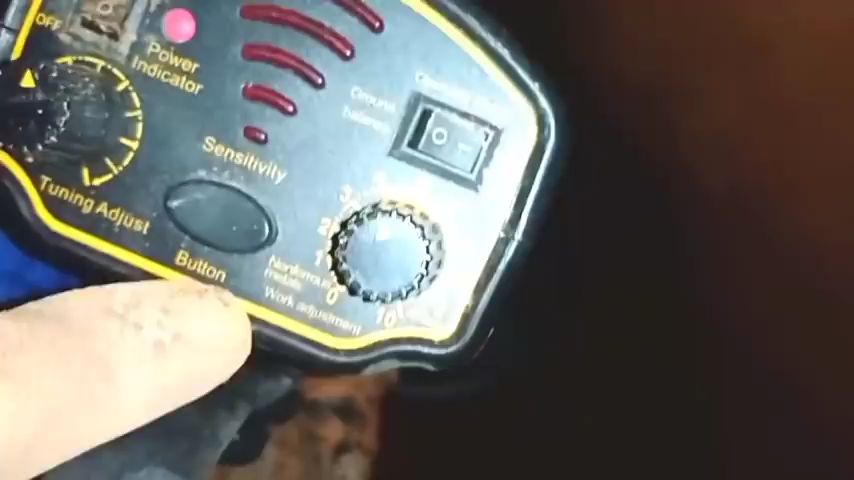 OFF
Power
Indicator
Ground
balance
Sensitivity
Tuning Adjust
Button
3
2
1
0
10
Nonferrous
metals
Work adjustment